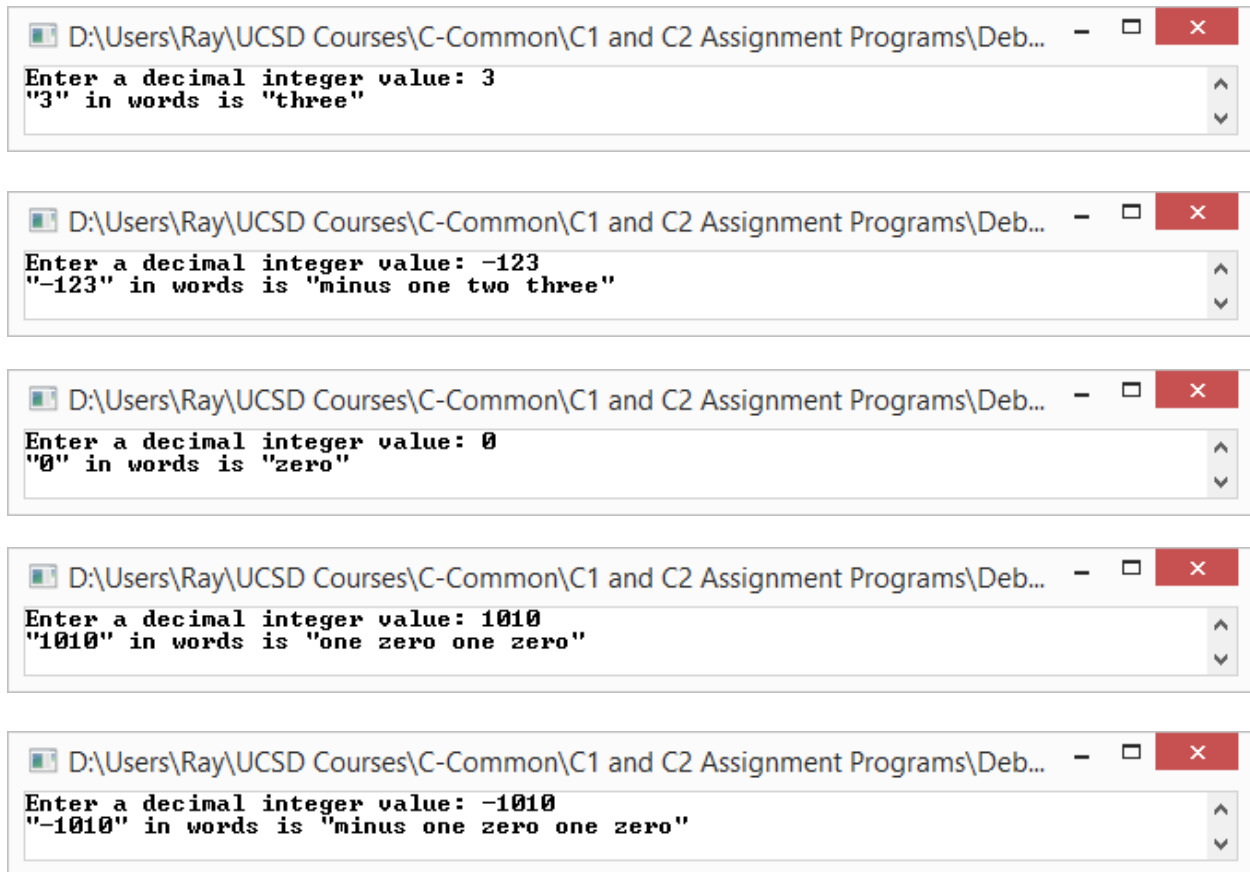 D:\Users\Ray\UCSD Courses\C-Common\C1 and C2 Assignment Programs\Deb...
Enter a decimal integer value: 3
"3" in words is "three"
D:\Users\Ray\UCSD Courses\C-Common\C1 and C2 Assignment Programs\Deb...
Enter a decimal integer value: -123
"-123" in words is "minus one two three"
D:\Users\Ray\UCSD Courses\C-Common\C1 and C2 Assignment Programs\Deb...
Enter a decimal integer value: 0
"0" in words is "zero"
D:\Users\Ray\UCSD Courses\C-Common\C1 and C2 Assignment Programs\Deb...
Enter a decimal integer value: 1010
"1010" in words is "one zero one zero"
D:\Users\Ray\UCSD Courses\C-Common\C1 and C2 Assignment Programs\Deb...
Enter a decimal integer value: -1010
"-1010" in words is "minus one zero one zero"